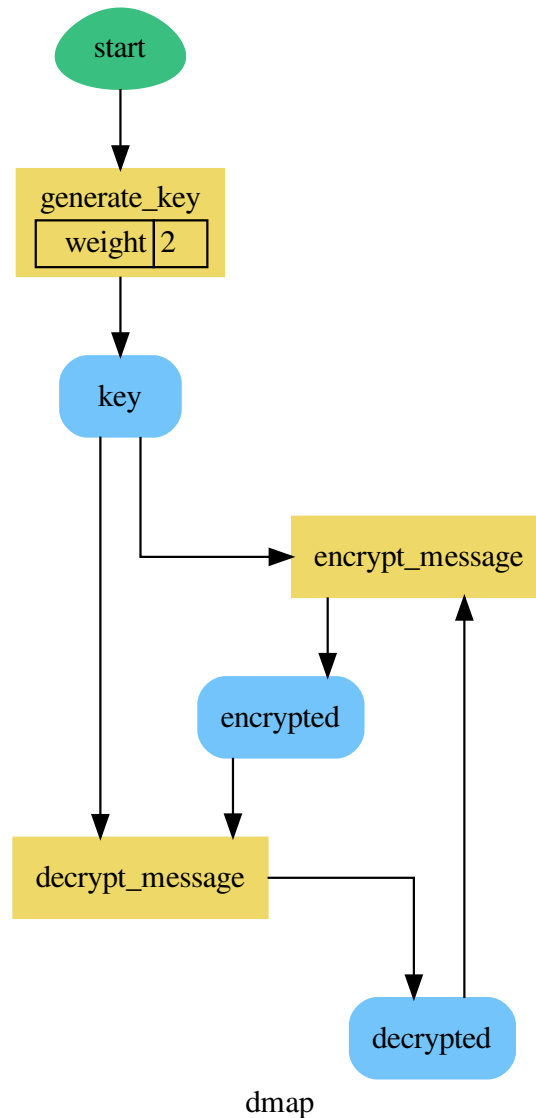 start
generate_key
weight 2
key
encrypt_message
encrypted
decrypt_message
decrypted
dmap